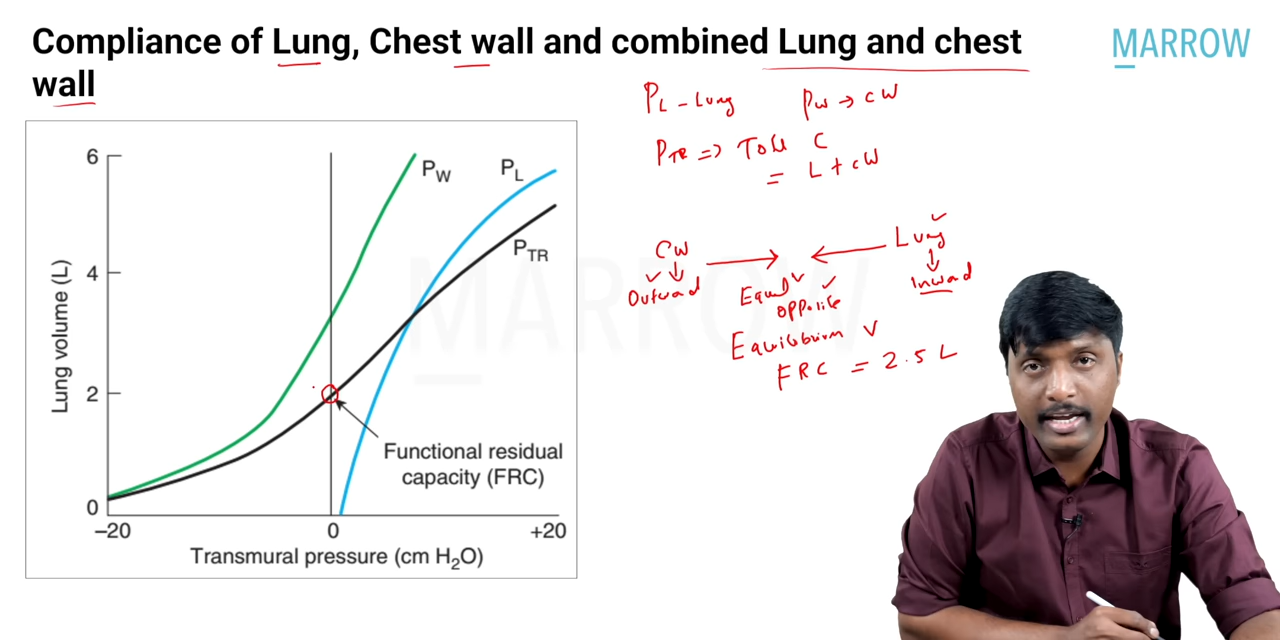 Compliance of Lung, Chest wall and combined Lung and chest
wall
MARROW
PL - Lung PW → CW
PTR ⇒ Total C
= L + CW
6
PW
PL
PTR
4
Lung volume (L)
2
Functional residual
capacity (FRC)
0
–20
0
+20
Transmural pressure (cm H2O)
CW
Outward
Lung
Inward
Equal
opposite
Equilibrium
FRC = 2.5 L
MARROW